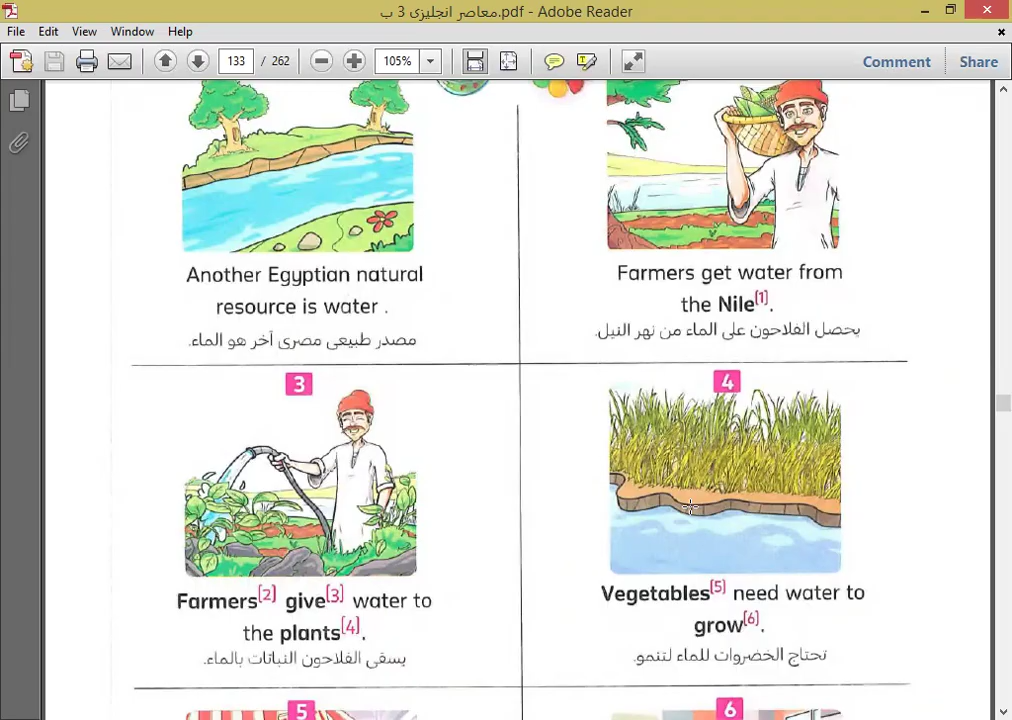 معاصر انجليزى 3 ب.pdf - Adobe Reader
File Edit View Window Help
133 / 262 105% Comment Share
Another Egyptian natural
resource is water .
مصدر طبيعى مصرى آخر هو الماء.
Farmers get water from
the Nile[1].
يحصل الفلاحون على الماء من نهر النيل.
3
Farmers[2] give[3] water to
the plants[4].
يسقى الفلاحون النباتات بالماء.
4
Vegetables[5] need water to
grow[6].
تحتاج الخضروات للماء لتنمو.
5
6